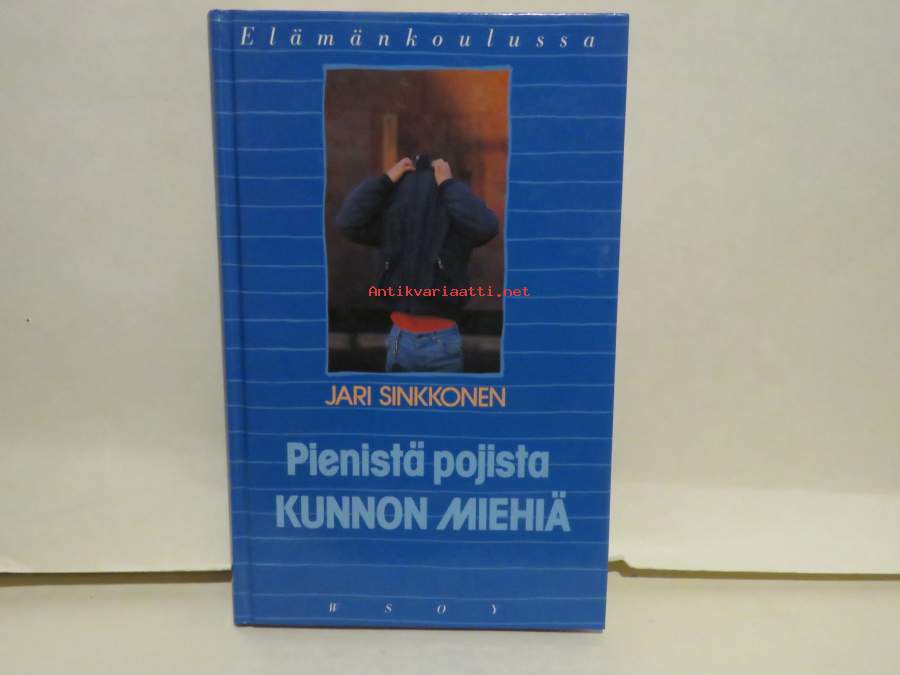 Elämänkoulussa
Antikvariaatti.net
JARI SINKKONEN
Pienistä pojista
KUNNON MIEHIÄ
WSOY